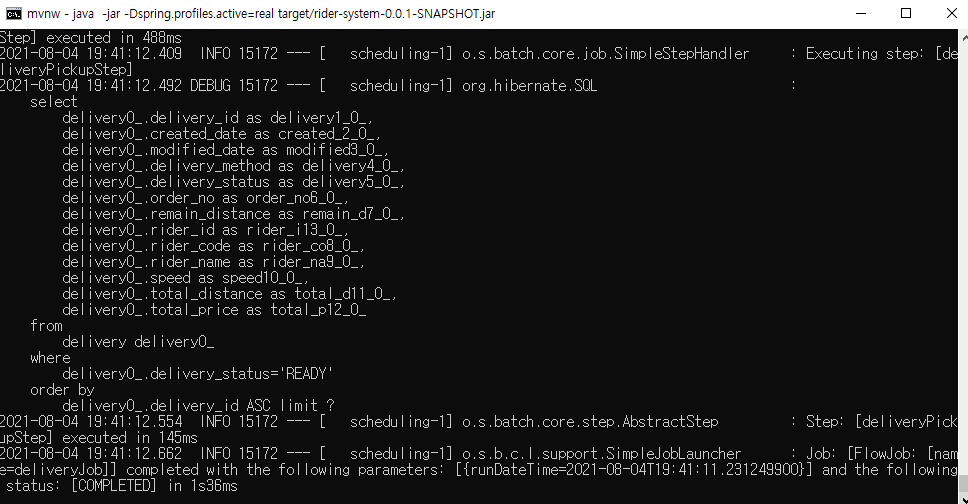 mvnw - java  -jar -Dspring.profiles.active=real target/rider-system-0.0.1-SNAPSHOT.jar
Step] executed in 488ms
2021-08-04 19:41:12.409  INFO 15172 --- [   scheduling-1] o.s.batch.core.job.SimpleStepHandler     : Executing step: [de
liveryPickupStep]
2021-08-04 19:41:12.492 DEBUG 15172 --- [   scheduling-1] org.hibernate.SQL                        :
    select
        delivery0_.delivery_id as delivery1_0_,
        delivery0_.created_date as created_2_0_,
        delivery0_.modified_date as modified3_0_,
        delivery0_.delivery_method as delivery4_0_,
        delivery0_.delivery_status as delivery5_0_,
        delivery0_.order_no as order_no6_0_,
        delivery0_.remain_distance as remain_d7_0_,
        delivery0_.rider_id as rider_i13_0_,
        delivery0_.rider_code as rider_co8_0_,
        delivery0_.rider_name as rider_na9_0_,
        delivery0_.speed as speed10_0_,
        delivery0_.total_distance as total_d11_0_,
        delivery0_.total_price as total_p12_0_
    from
        delivery delivery0_
    where
        delivery0_.delivery_status='READY'
    order by
        delivery0_.delivery_id ASC limit ?
2021-08-04 19:41:12.554  INFO 15172 --- [   scheduling-1] o.s.batch.core.step.AbstractStep         : Step: [deliveryPick
upStep] executed in 145ms
2021-08-04 19:41:12.662  INFO 15172 --- [   scheduling-1] o.s.b.c.l.support.SimpleJobLauncher      : Job: [FlowJob: [nam
e=deliveryJob]] completed with the following parameters: [{runDateTime=2021-08-04T19:41:11.231249900}] and the following
 status: [COMPLETED] in 1s36ms